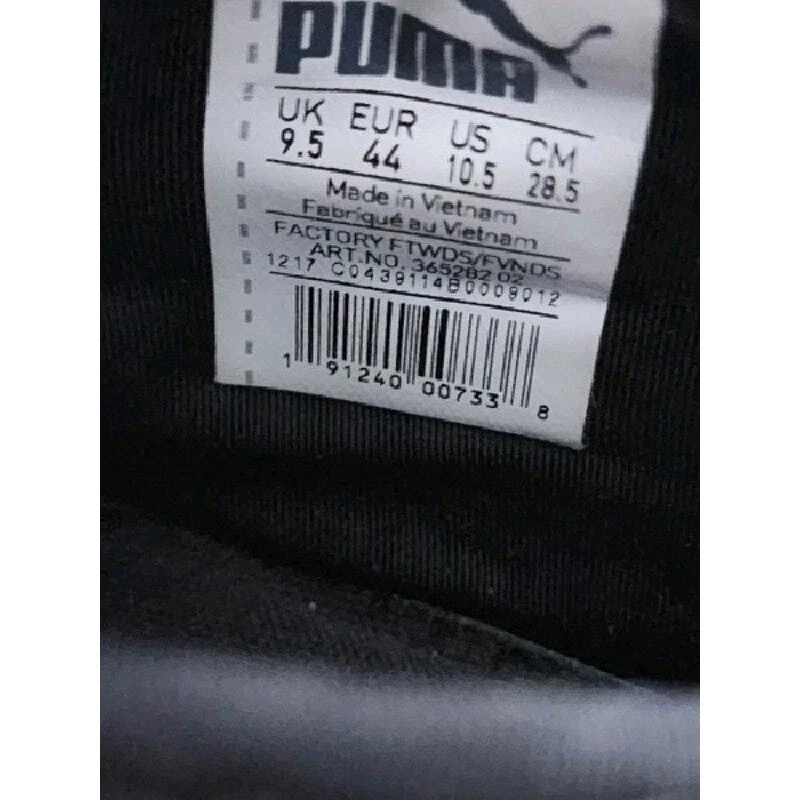 PUMA
UK EUR US CM
9.5 44 10.5 28.5
Made in Vietnam
Fabriqué au Vietnam
FACTORY FTWDS/FVNDS
ART.NO. 365282 02
1217 C043911480009012
1 91240 00733 8